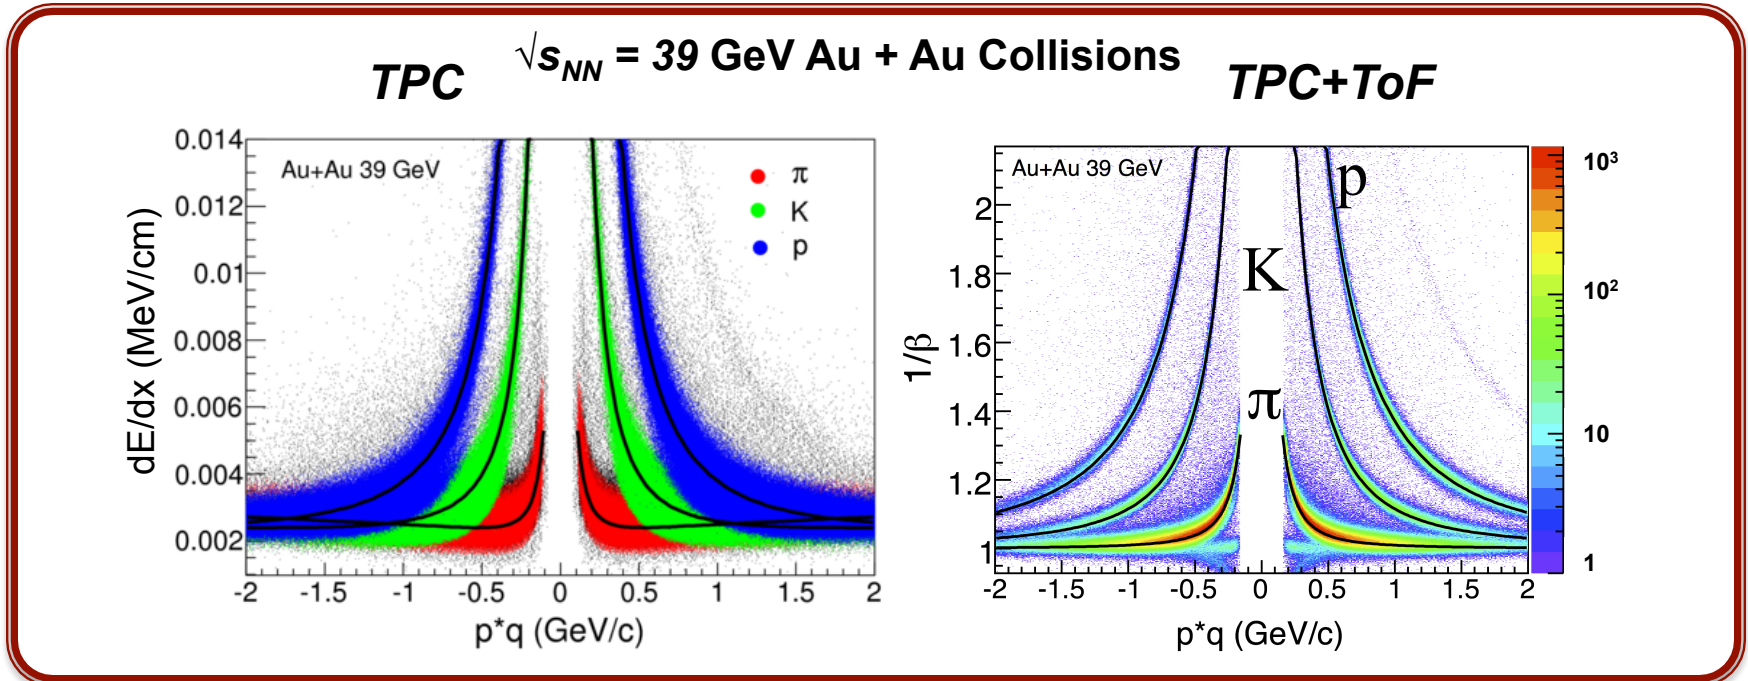 √sNN = 39 GeV Au + Au Collisions
TPC
TPC+ToF
Au+Au 39 GeV
π
K
p
dE/dx (MeV/cm)
0.014
0.012
0.01
0.008
0.006
0.004
0.002
-2 -1.5 -1 -0.5 0 0.5 1 1.5 2
p*q (GeV/c)
Au+Au 39 GeV
p
K
π
1/β
2
1.8
1.6
1.4
1.2
1
-2 -1.5 -1 -0.5 0 0.5 1 1.5 2
p*q (GeV/c)
10³
10²
10
1